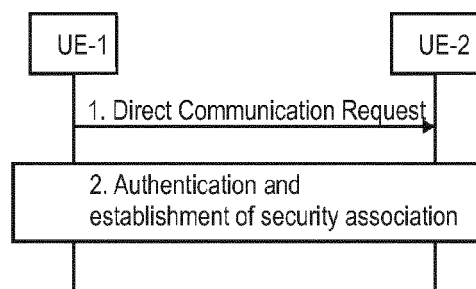 UE-1
UE-2
1. Direct Communication Request
2. Authentication and
establishment of security association